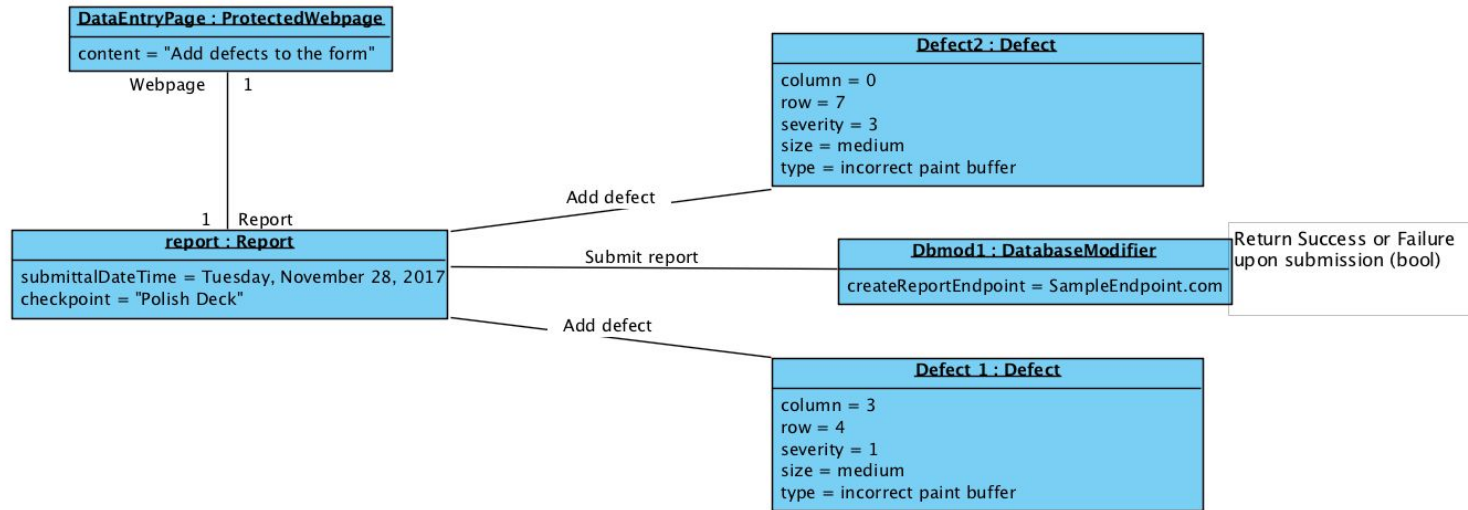 DataEntryPage : ProtectedWebpage
content = "Add defects to the form"
Webpage 1
1 Report
report : Report
submittalDateTime = Tuesday, November 28, 2017
checkpoint = "Polish Deck"
Add defect
Defect2 : Defect
column = 0
row = 7
severity = 3
size = medium
type = incorrect paint buffer
Submit report
Dbmod1 : DatabaseModifier
createReportEndpoint = SampleEndpoint.com
Return Success or Failure
upon submission (bool)
Add defect
Defect_1 : Defect
column = 3
row = 4
severity = 1
size = medium
type = incorrect paint buffer